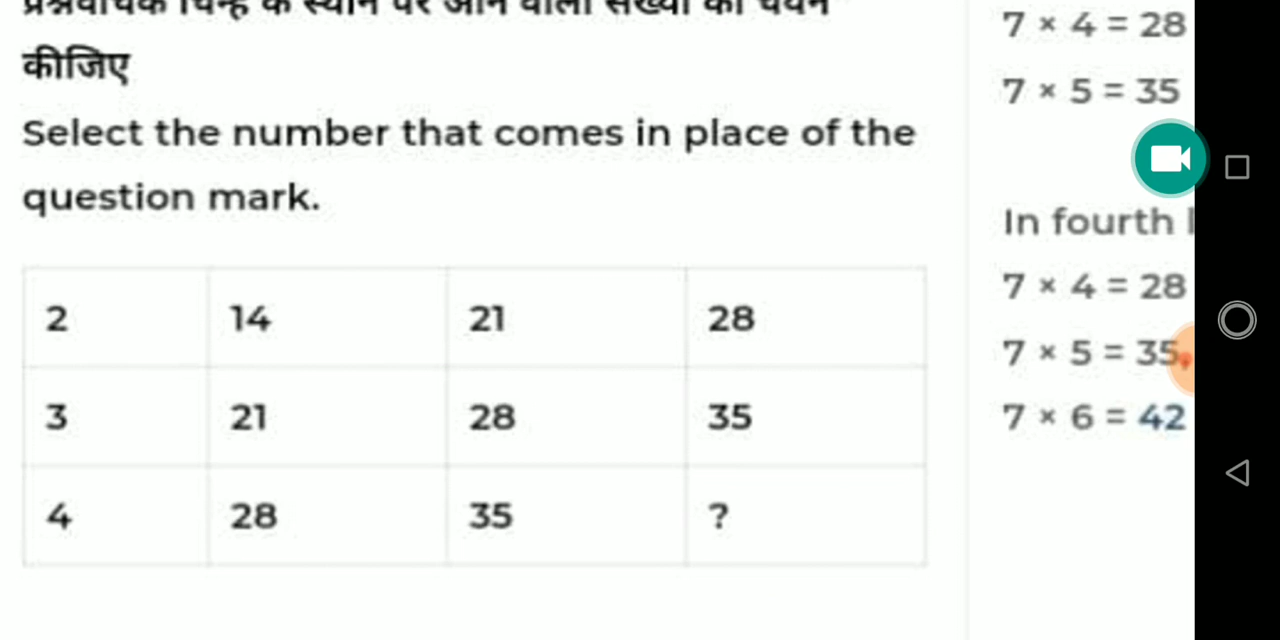 कीजिए
Select the number that comes in place of the
question mark.
2 14 21 28
3 21 28 35
4 28 35 ?
7 × 4 = 28
7 × 5 = 35
In fourth
7 × 4 = 28
7 × 5 = 35,
7 × 6 = 42